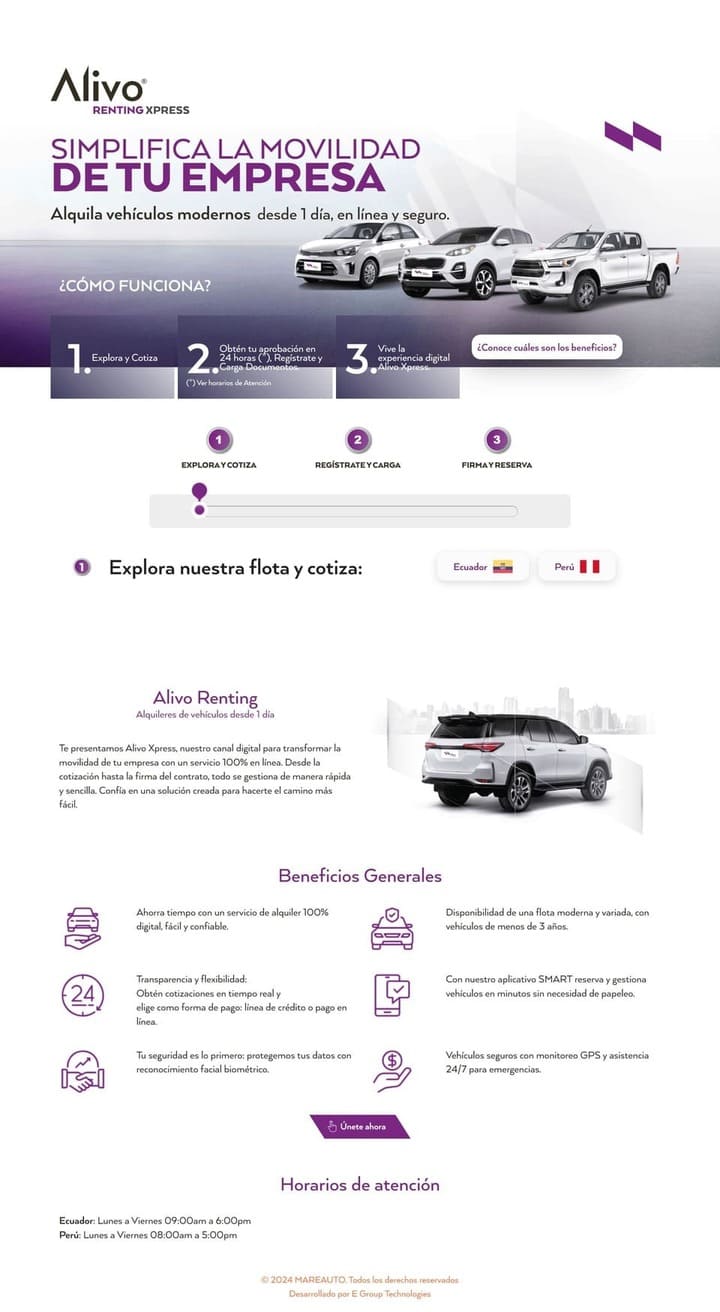 Alivo®
RENTING XPRESS
SIMPLIFICA LA MOVILIDAD
DE TU EMPRESA
Alquila vehículos modernos desde 1 día, en línea y seguro.
¿CÓMO FUNCIONA?
1. Explora y Cotiza
2. Obtén tu aprobación en
24 horas (*), Regístrate y
Carga Documentos.
(*) Ver horarios de Atención
3. Vive la
experiencia digital
Alivo Xpress.
¿Conoce cuáles son los beneficios?
1
2
3
EXPLORA Y COTIZA
REGÍSTRATE Y CARGA
FIRMA Y RESERVA
1 Explora nuestra flota y cotiza:
Ecuador
Perú
Alivo Renting
Alquileres de vehículos desde 1 día
Te presentamos Alivo Xpress, nuestro canal digital para transformar la
movilidad de tu empresa con un servicio 100% en línea. Desde la
cotización hasta la firma del contrato, todo se gestiona de manera rápida
y sencilla. Confía en una solución creada para hacerte el camino más
fácil.
Beneficios Generales
Ahorra tiempo con un servicio de alquiler 100%
digital, fácil y confiable.
Disponibilidad de una flota moderna y variada, con
vehículos de menos de 3 años.
24
Transparencia y flexibilidad:
Obtén cotizaciones en tiempo real y
elige como forma de pago: línea de crédito o pago en
línea.
Con nuestro aplicativo SMART reserva y gestiona
vehículos en minutos sin necesidad de papeleo.
Tu seguridad es lo primero: protegemos tus datos con
reconocimiento facial biométrico.
$
Vehículos seguros con monitoreo GPS y asistencia
24/7 para emergencias.
Únete ahora
Horarios de atención
Ecuador: Lunes a Viernes 09:00am a 6:00pm
Perú: Lunes a Viernes 08:00am a 5:00pm
© 2024 MAREAUTO. Todos los derechos reservados
Desarrollado por E Group Technologies